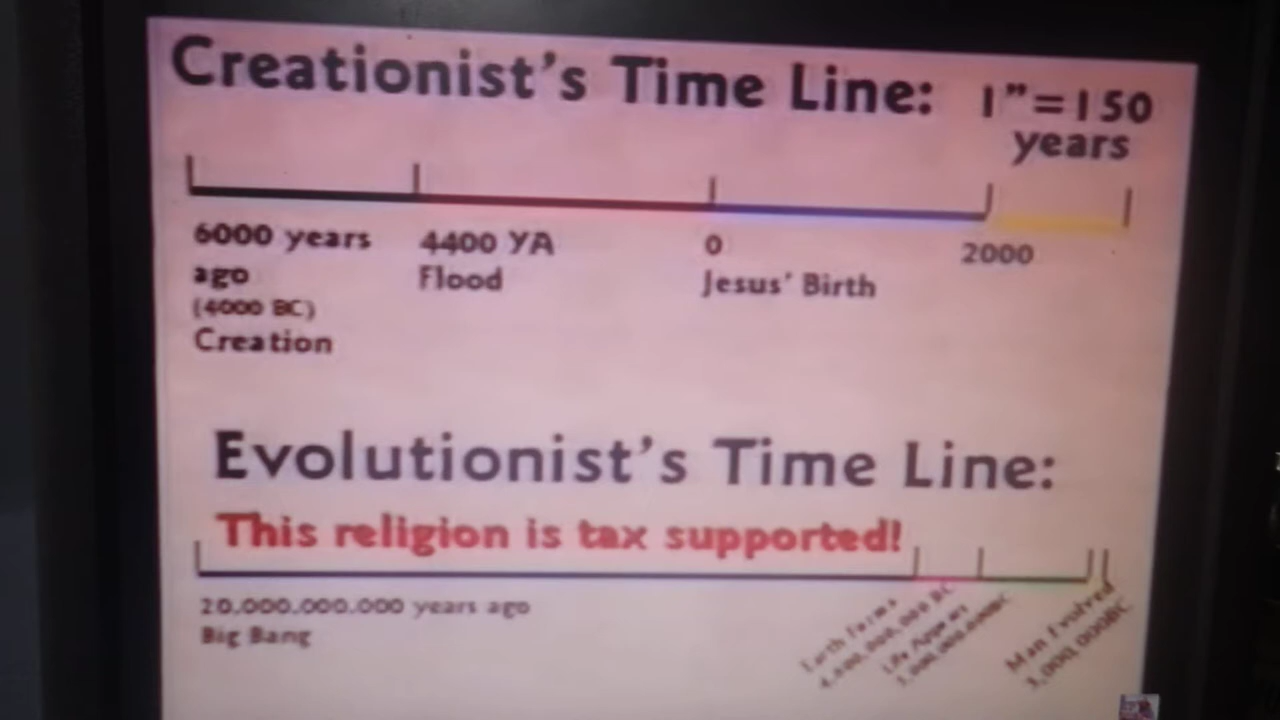 Creationist's Time Line: 1"=150
years
6000 years
ago
(4000 BC)
Creation
4400 YA
Flood
0
Jesus' Birth
2000
Evolutionist's Time Line:
This religion is tax supported!
20,000,000,000 years ago
Big Bang
Earth Forms
Life Appears
Man Evolved